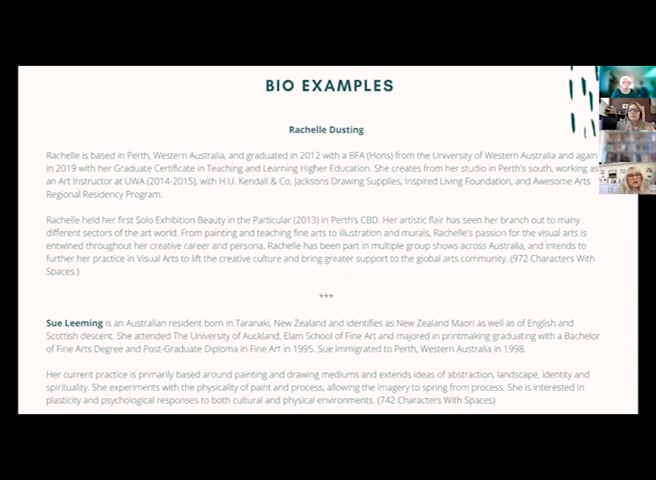 BIO EXAMPLES
Rachelle Dusting
Rachelle is based in Perth, Western Australia, and graduated in 2012 with a BFA (Hons) from the University of Western Australia and again
in 2019 with her Graduate Certificate in Teaching and Learning Higher Education. She creates from her studio in Perth's south, working as
an Art Instructor at UWA (2014-2015), with H.U. Kendall & Co, Jacksons Drawing Supplies, Inspired Living Foundation, and Awesome Arts
Regional Residency Program.
Rachelle held her first Solo Exhibition Beauty in the Particular (2013) in Perth's CBD. Her artistic flair has seen her branch out to many
different sectors of the art world. From painting and teaching fine arts to illustration and murals, Rachelle's passion for the visual arts is
entwined throughout her creative career and persona. Rachelle has been part in multiple group shows across Australia, and intends to
further her practice in Visual Arts to lift the creative culture and bring greater support to the global arts community. (972 Characters With
Spaces.)
***
Sue Leeming is an Australian resident born in Taranaki, New Zealand and identifies as New Zealand Maori as well as of English and
Scottish descent. She attended The University of Auckland, Elam School of Fine Art and majored in printmaking graduating with a Bachelor
of Fine Arts Degree and Post-Graduate Diploma in Fine Art in 1995. Sue immigrated to Perth, Western Australia in 1998.
Her current practice is primarily based around painting and drawing mediums and extends ideas of abstraction, landscape, identity and
spirituality. She experiments with the physicality of paint and process, allowing the imagery to spring from process. She is interested in
plasticity and psychological responses to both cultural and physical environments. (742 Characters With Spaces)